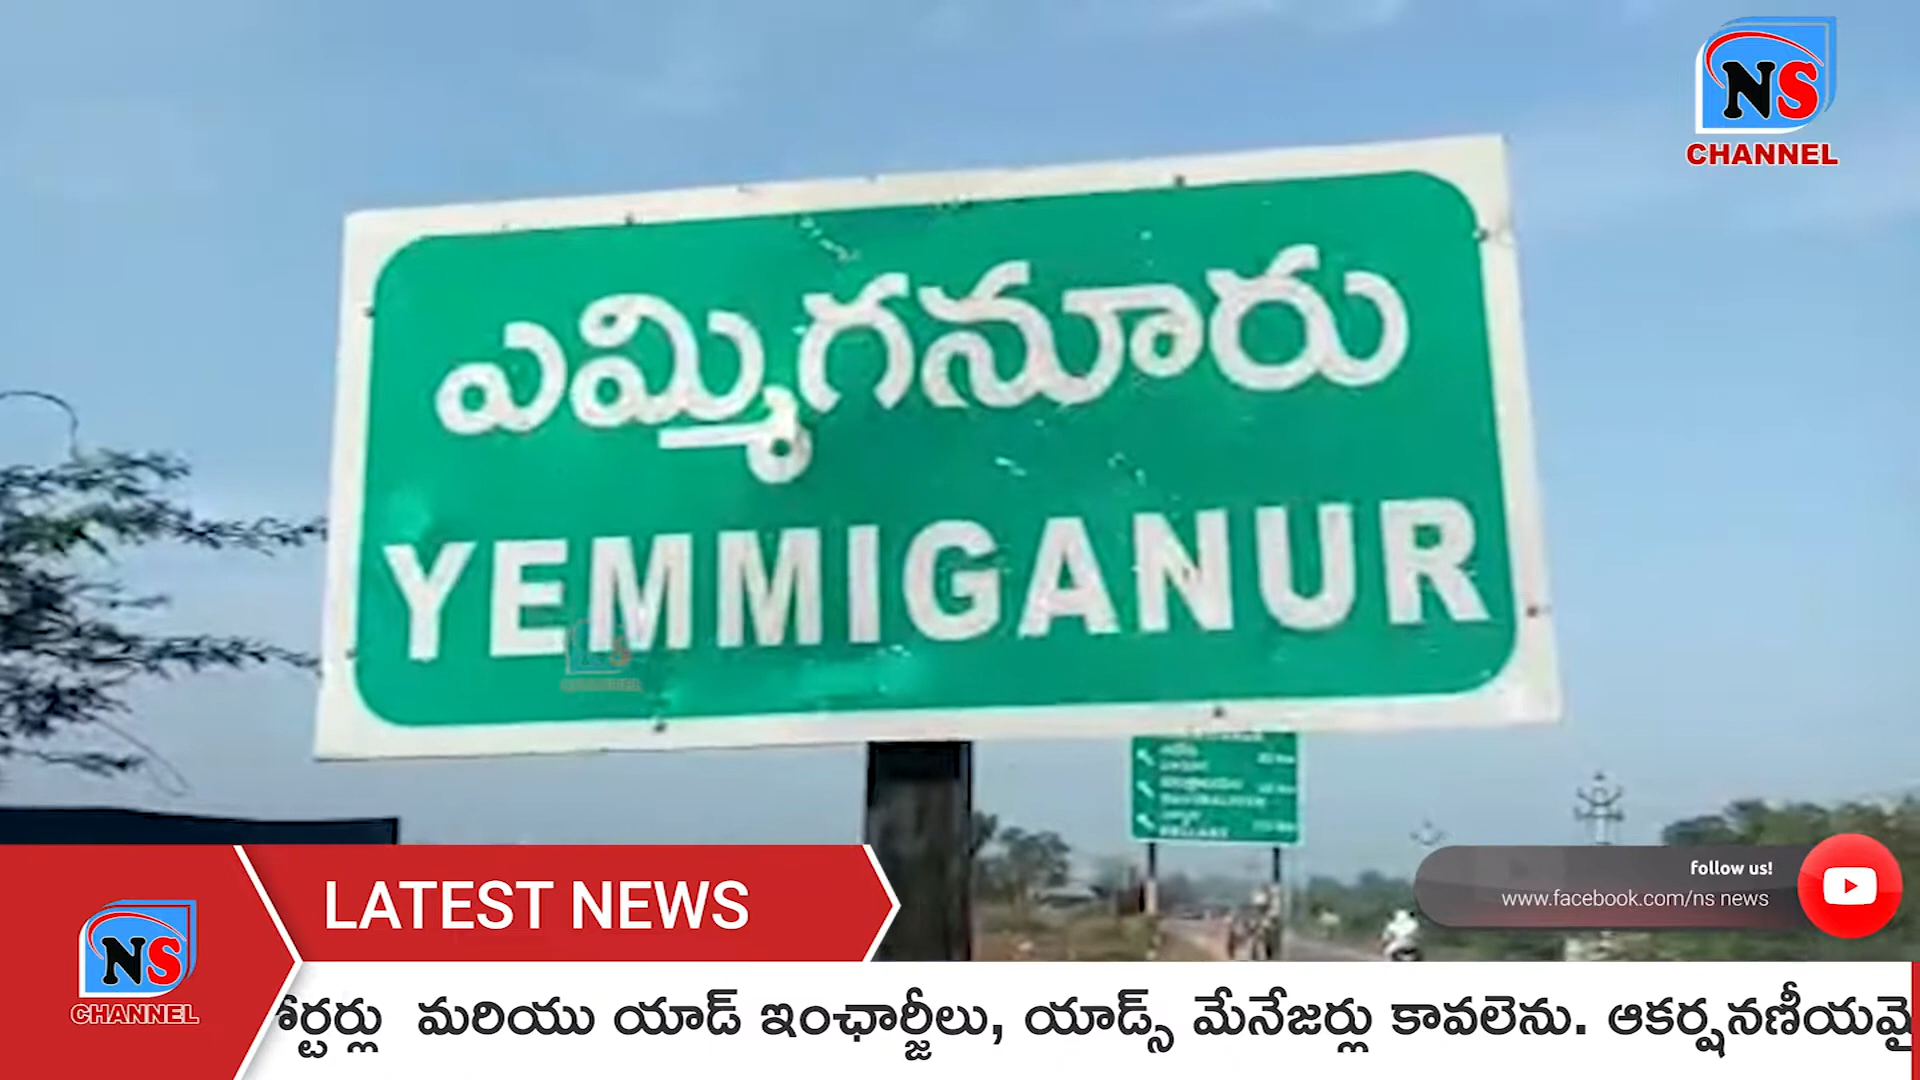 NS
CHANNEL
ఎమ్మిగనూరు
YEMMIGANUR
NS
follow us!
www.facebook.com/ns news
LATEST NEWS
NS
CHANNEL
మరియు యాడ్ ఇంఛార్జీలు, యాడ్స్ మేనేజర్లు కావలెను.